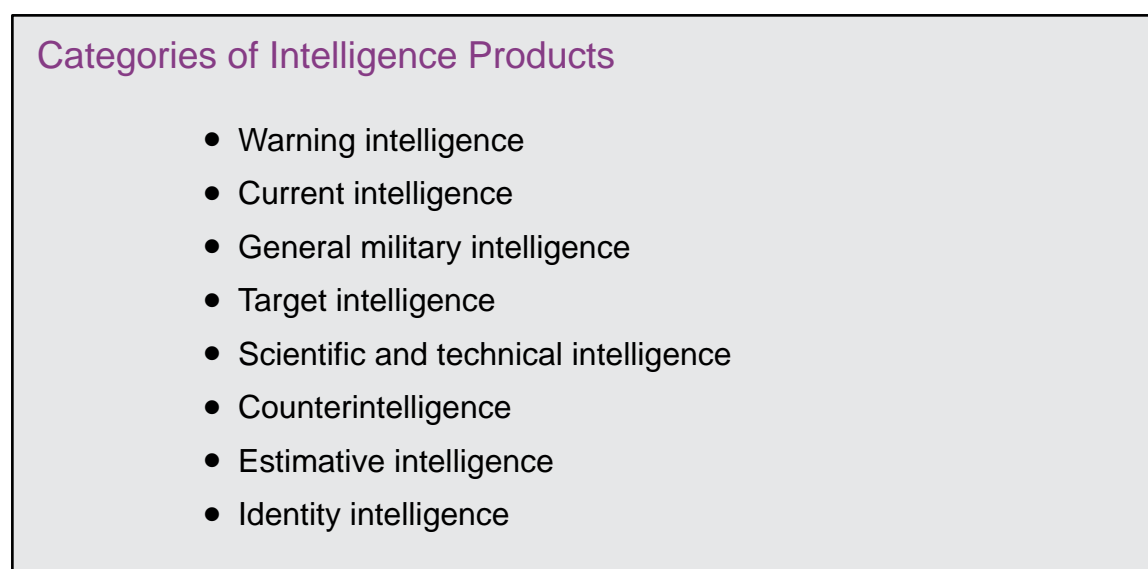 Categories of Intelligence Products
● Warning intelligence
● Current intelligence
● General military intelligence
● Target intelligence
● Scientific and technical intelligence
● Counterintelligence
● Estimative intelligence
● Identity intelligence